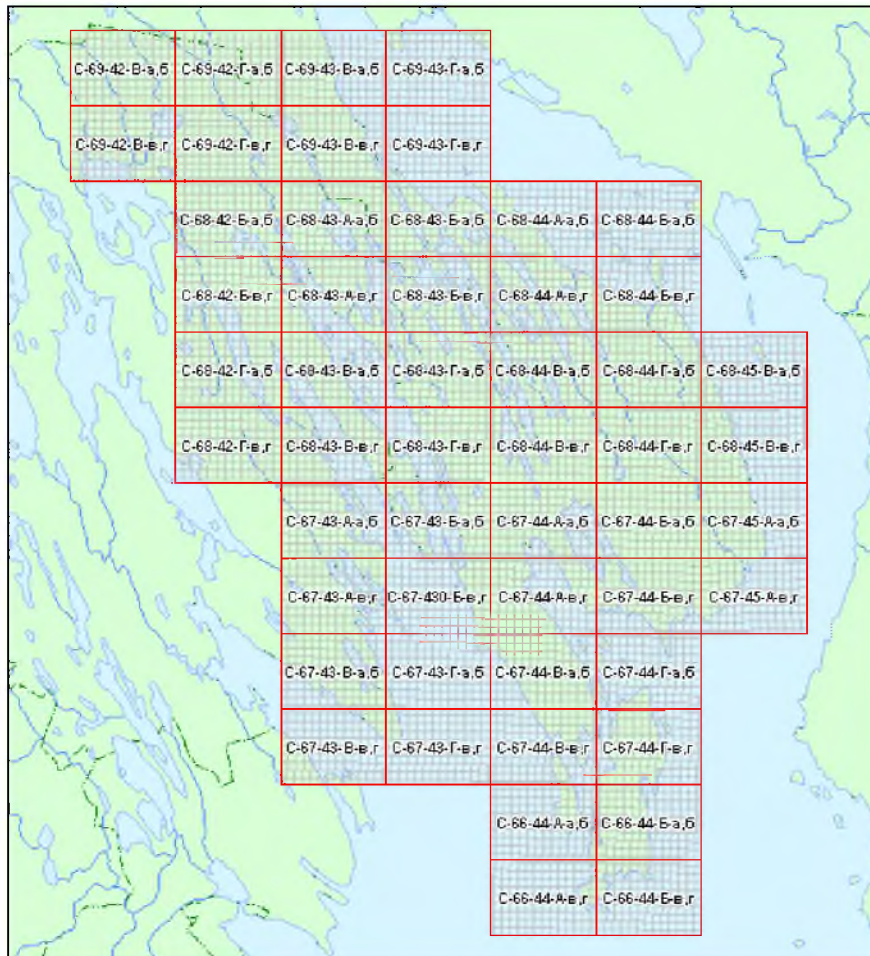 С-69-42-В-а,б С-69-42-Г-а,б С-69-43-В-а,б С-69-43-Г-а,б
С-69-42-В-в,г С-69-42-Г-в,г С-69-43-В-в,г С-69-43-Г-в,г
С-68-42-Б-а,б С-68-43-А-а,б С-68-43-Б-а,б С-68-44-А-а,б С-68-44-Б-а,б
С-68-42-Б-в,г С-68-43-А-в,г С-68-43-Б-в,г С-68-44-А-в,г С-68-44-Б-в,г
С-68-42-Г-а,б С-68-43-В-а,б С-68-43-Г-а,б С-68-44-В-а,б С-68-44-Г-а,б С-68-45-В-а,б
С-68-42-Г-в,г С-68-43-В-в,г С-68-43-Г-в,г С-68-44-В-в,г С-68-44-Г-в,г С-68-45-В-в,г
С-67-43-А-а,б С-67-43-Б-а,б С-67-44-А-а,б С-67-44-Б-а,б С-67-45-А-а,б
С-67-43-А-в,г С-67-430-Б-в,г С-67-44-А-в,г С-67-44-Б-в,г С-67-45-А-в,г
С-67-43-В-а,б С-67-43-Г-а,б С-67-44-В-а,б С-67-44-Г-а,б
С-67-43-В-в,г С-67-43-Г-в,г С-67-44-В-в,г С-67-44-Г-в,г
С-66-44-А-а,б С-66-44-Б-а,б
С-66-44-А-в,г С-66-44-Б-в,г